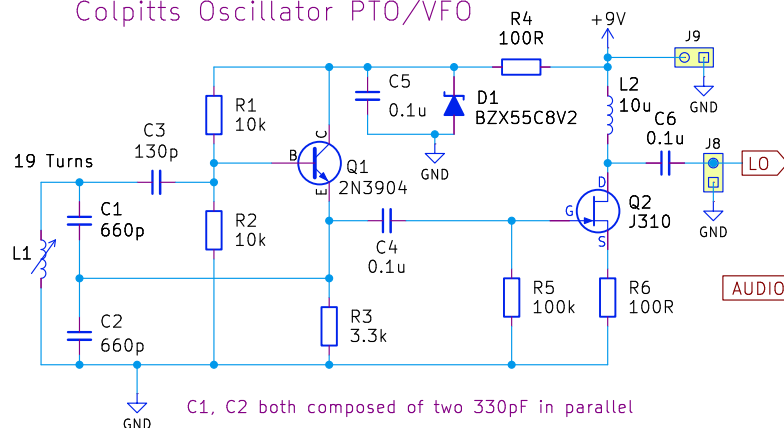 Colpitts Oscillator PTO/VFO
R4
100R
+9V
J9
GND
C5
0.1u
D1
BZX55C8V2
GND
L2
10u
C6
0.1u
J8
LO
GND
R1
10k
C3
130p
19 Turns
B
C
E
Q1
2N3904
D
G
S
Q2
J310
C1
660p
R2
10k
C4
0.1u
L1
C2
660p
R3
3.3k
R5
100k
R6
100R
AUDIO
GND
C1, C2 both composed of two 330pF in parallel